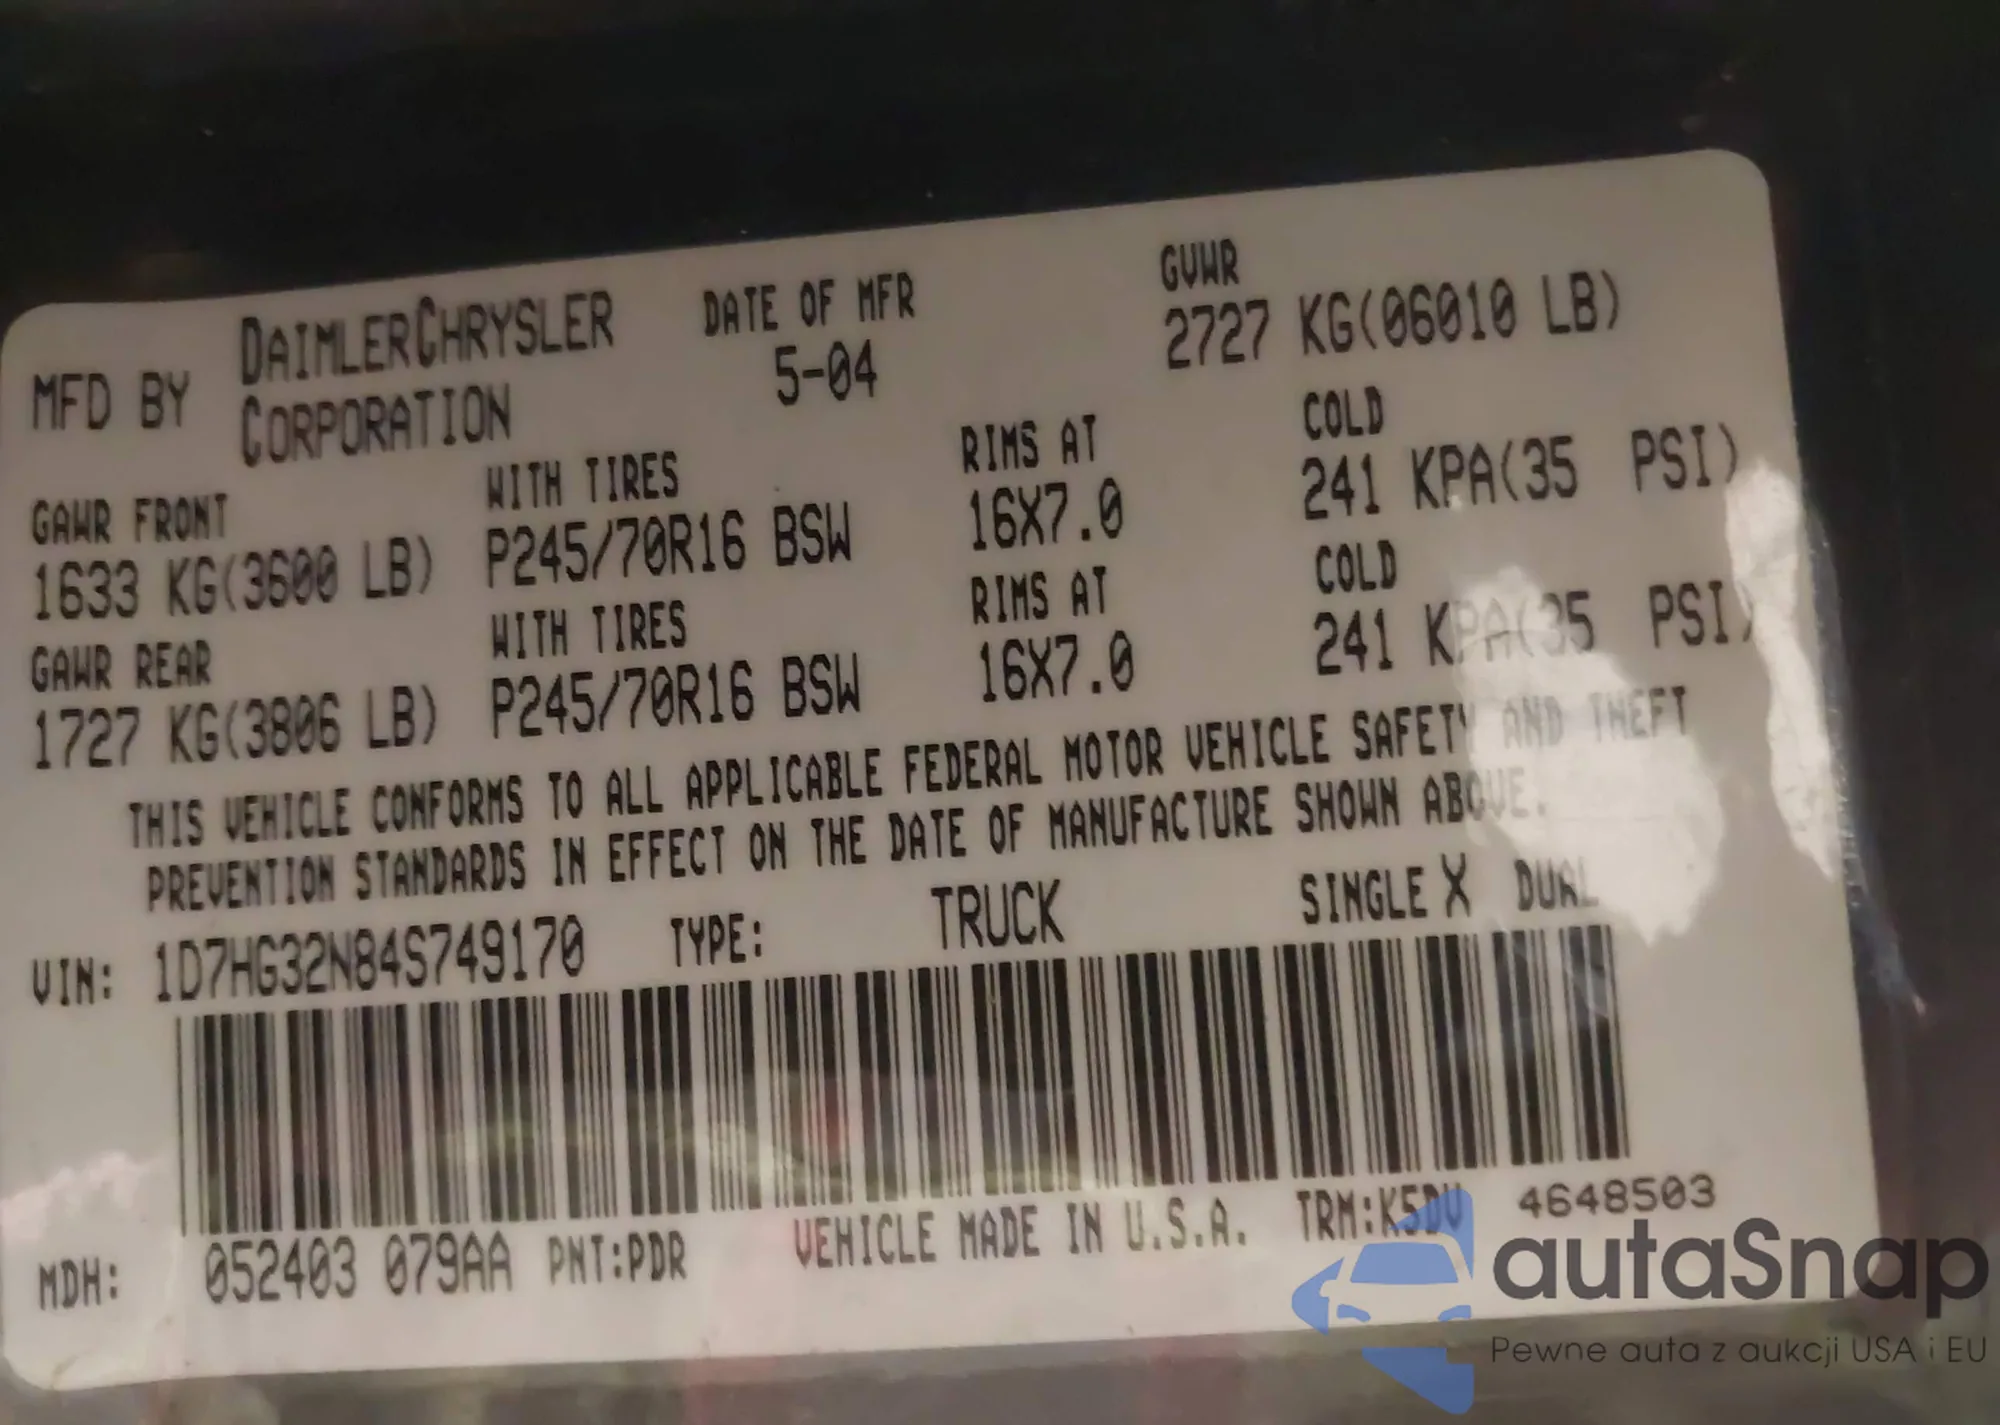 MFD BY DAIMLERCHRYSLER CORPORATION DATE OF MFR 5-04 GVWR 2727 KG(06010 LB)
GAWR FRONT WITH TIRES RIMS AT COLD
1633 KG(3600 LB) P245/70R16 BSW 16X7.0 241 KPA(35 PSI)
GAWR REAR WITH TIRES RIMS AT COLD
1727 KG(3806 LB) P245/70R16 BSW 16X7.0 241 KPA(35 PSI)
THIS VEHICLE CONFORMS TO ALL APPLICABLE FEDERAL MOTOR VEHICLE SAFETY AND THEFT
PREVENTION STANDARDS IN EFFECT ON THE DATE OF MANUFACTURE SHOWN ABOVE.
VIN: 1D7HG32N84S749170 TYPE: TRUCK SINGLE X DUAL
MDH: 052403 079AA PNT:PDR VEHICLE MADE IN U.S.A. TRM:K5DV 4648503
autaSnap
Pewne auta z aukcji USA i EU